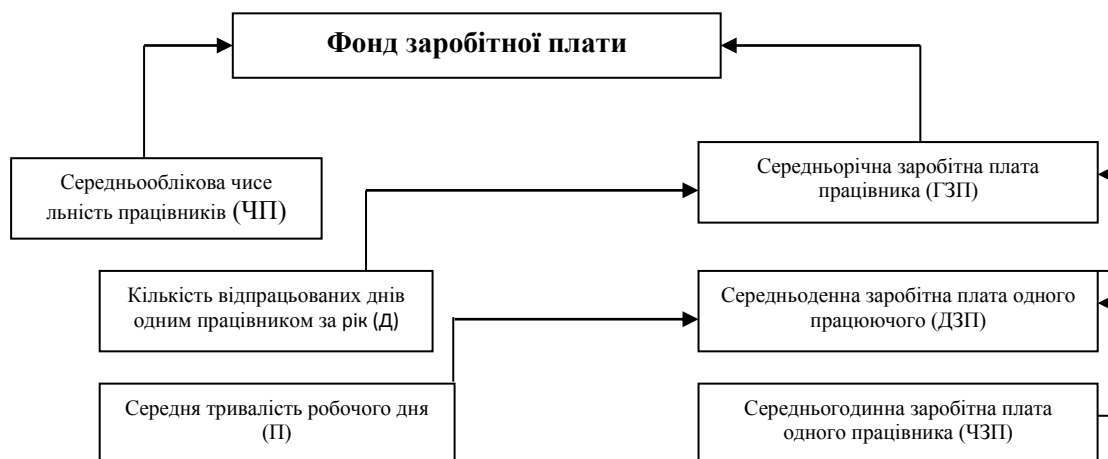 Фонд заробітної плати
Середньооблікова чисе
льність працівників (ЧП)
Середньорічна заробітна плата
працівника (ГЗП)
Кількість відпрацьованих днів
одним працівником за рік (Д)
Середньоденна заробітна плата одного
працюючого (ДЗП)
Середня тривалість робочого дня
(П)
Середньогодинна заробітна плата
одного працівника (ЧЗП)